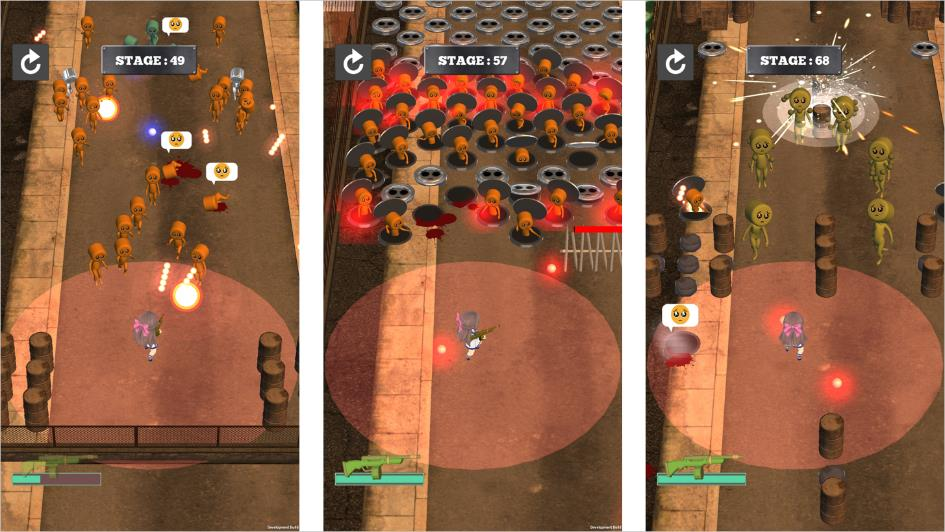 STAGE : 49
STAGE : 57
STAGE : 68
Development Build
Development Build